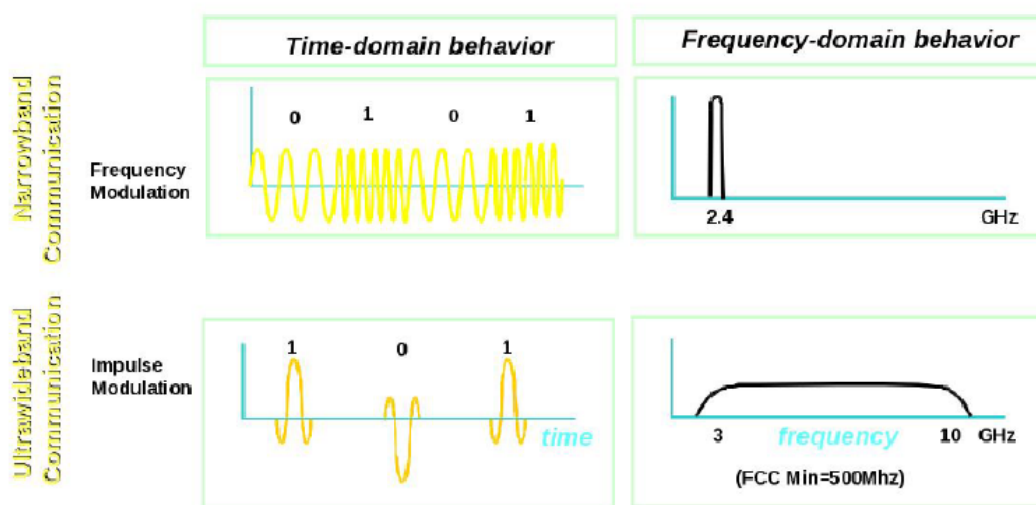 Time-domain behavior
Frequency-domain behavior
Narrowband
Communication
Frequency
Modulation
0 1 0 1
2.4 GHz
Ultrawideband
Communication
Impulse
Modulation
1 0 1
time
3 frequency 10 GHz
(FCC Min=500Mhz)